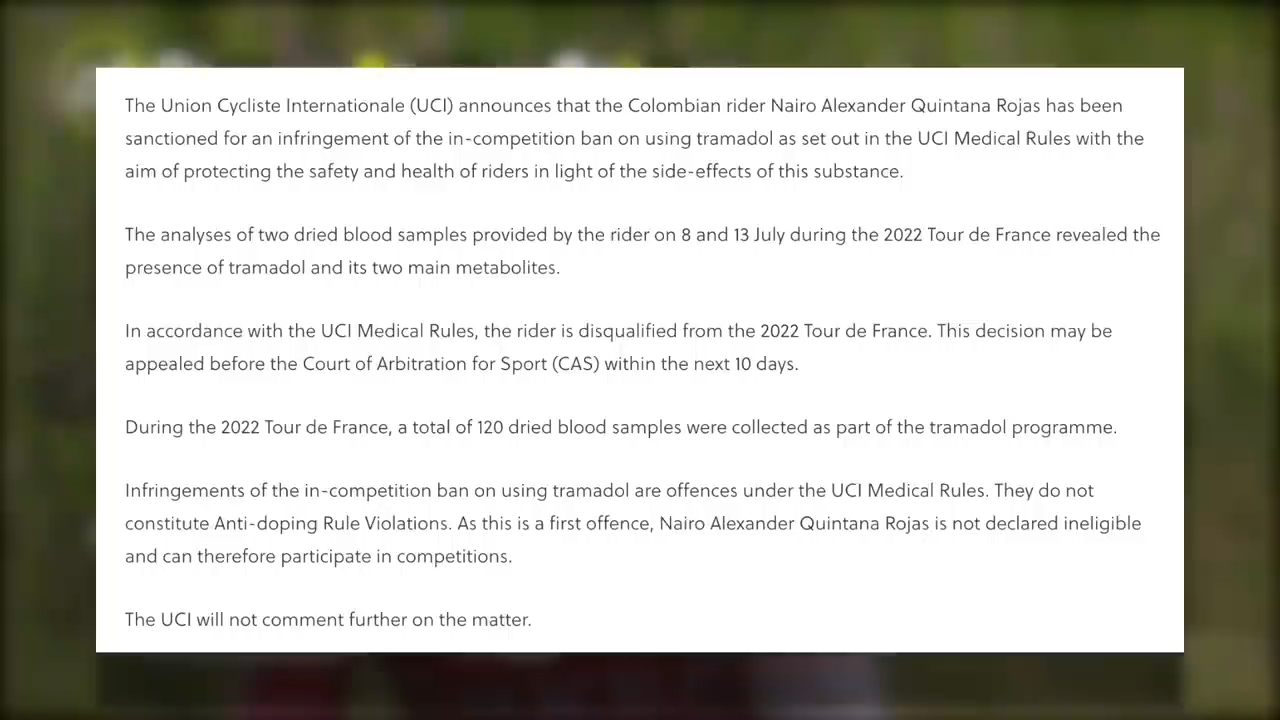 The Union Cycliste Internationale (UCI) announces that the Colombian rider Nairo Alexander Quintana Rojas has been
sanctioned for an infringement of the in-competition ban on using tramadol as set out in the UCI Medical Rules with the
aim of protecting the safety and health of riders in light of the side-effects of this substance.
The analyses of two dried blood samples provided by the rider on 8 and 13 July during the 2022 Tour de France revealed the
presence of tramadol and its two main metabolites.
In accordance with the UCI Medical Rules, the rider is disqualified from the 2022 Tour de France. This decision may be
appealed before the Court of Arbitration for Sport (CAS) within the next 10 days.
During the 2022 Tour de France, a total of 120 dried blood samples were collected as part of the tramadol programme.
Infringements of the in-competition ban on using tramadol are offences under the UCI Medical Rules. They do not
constitute Anti-doping Rule Violations. As this is a first offence, Nairo Alexander Quintana Rojas is not declared ineligible
and can therefore participate in competitions.
The UCI will not comment further on the matter.